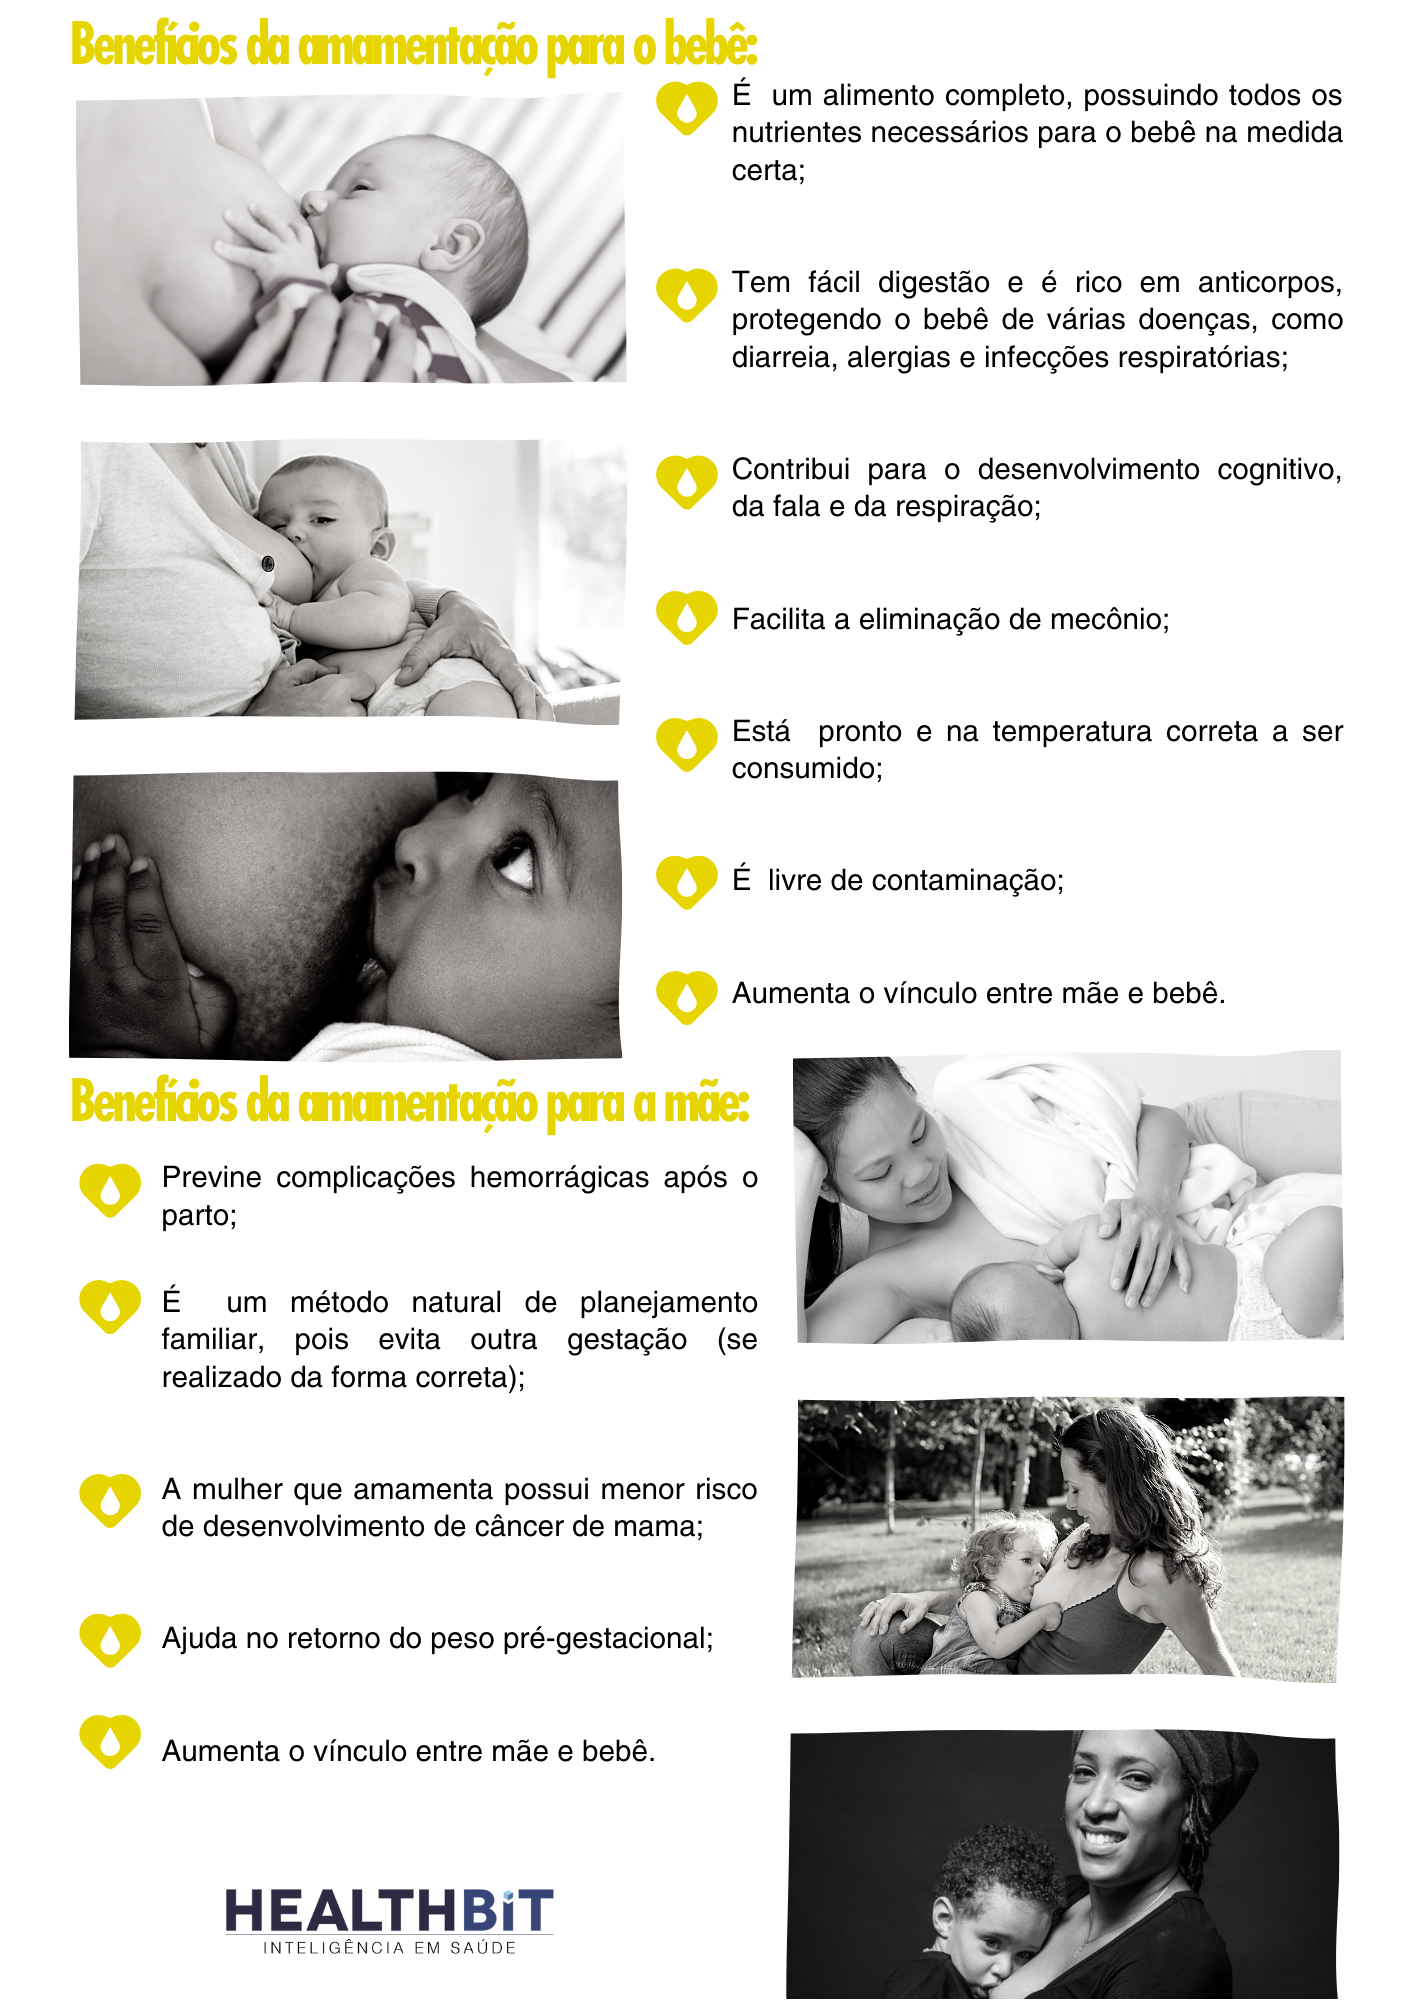 Benefícios da amamentação para o bebê:
É um alimento completo, possuindo todos os
nutrientes necessários para o bebê na medida
certa;
Tem fácil digestão e é rico em anticorpos,
protegendo o bebê de várias doenças, como
diarreia, alergias e infecções respiratórias;
Contribui para o desenvolvimento cognitivo,
da fala e da respiração;
Facilita a eliminação de mecônio;
Está pronto e na temperatura correta a ser
consumido;
É livre de contaminação;
Aumenta o vínculo entre mãe e bebê.
Benefícios da amamentação para a mãe:
Previne complicações hemorrágicas após o
parto;
É um método natural de planejamento
familiar, pois evita outra gestação (se
realizado da forma correta);
A mulher que amamenta possui menor risco
de desenvolvimento de câncer de mama;
Ajuda no retorno do peso pré-gestacional;
Aumenta o vínculo entre mãe e bebê.
HEALTHBiT
INTELIGÊNCIA EM SAÚDE